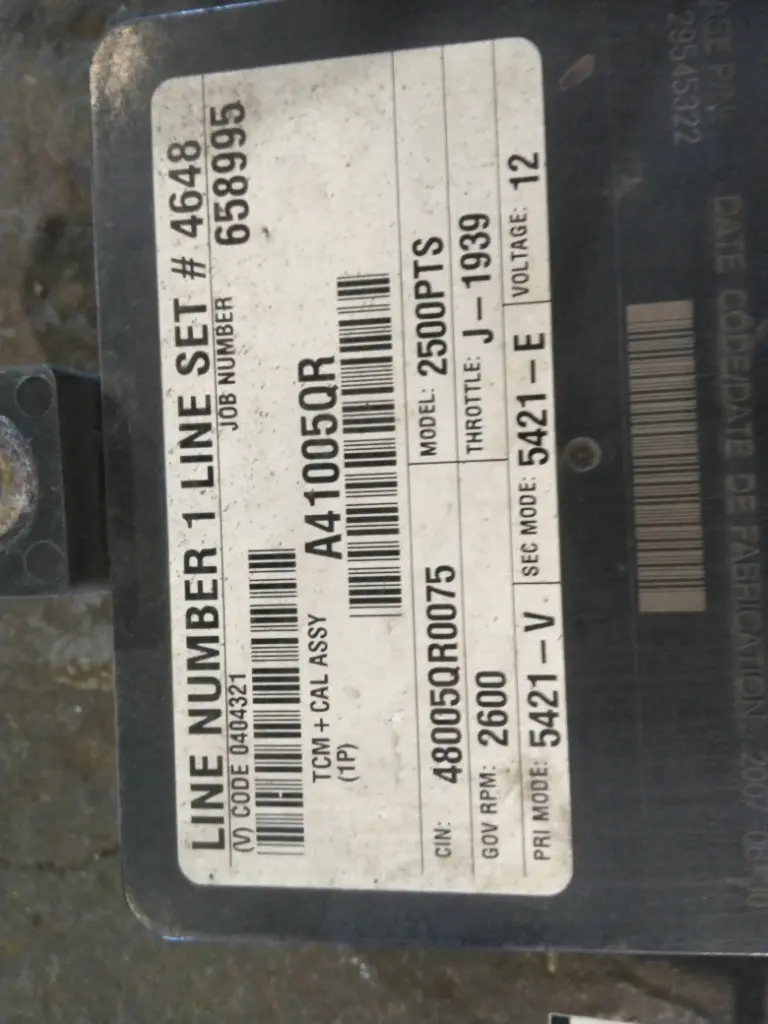 LINE NUMBER 1 LINE SET # 4648
(V) CODE 0404321
JOB NUMBER 658995
TCM + CAL ASSY
(1P)
A41005QR
CIN: 48005QR0075
MODEL: 2500PTS
GOV RPM: 2600
THROTTLE: J-1939
PRI MODE: 5421-V
SEC MODE: 5421-E
VOLTAGE: 12
BASE P/N
29545322
DATE CODE/DATE DE FABRICATION